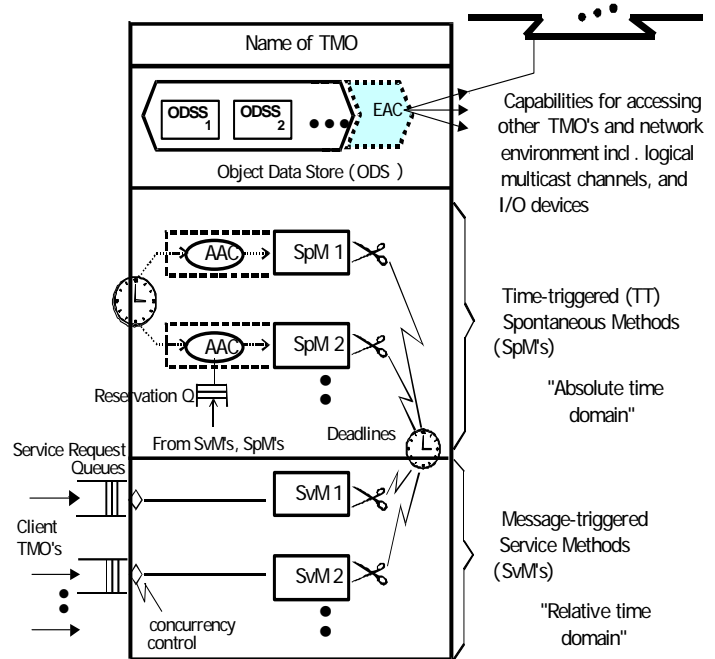 Name of TMO
ODSS
1
ODSS
2
EAC
Object Data Store (ODS )
Capabilities for accessing
other TMO's and network
environment incl . logical
multicast channels, and
I/O devices
AAC
SpM 1
AAC
SpM 2
Reservation Q
From SvM's, SpM's
Deadlines
Time-triggered (TT)
Spontaneous Methods
(SpM's)
"Absolute time
domain"
Service Request
Queues
Client
TMO's
SvM 1
SvM 2
concurrency
control
Message-triggered
Service Methods
(SvM's)
"Relative time
domain"